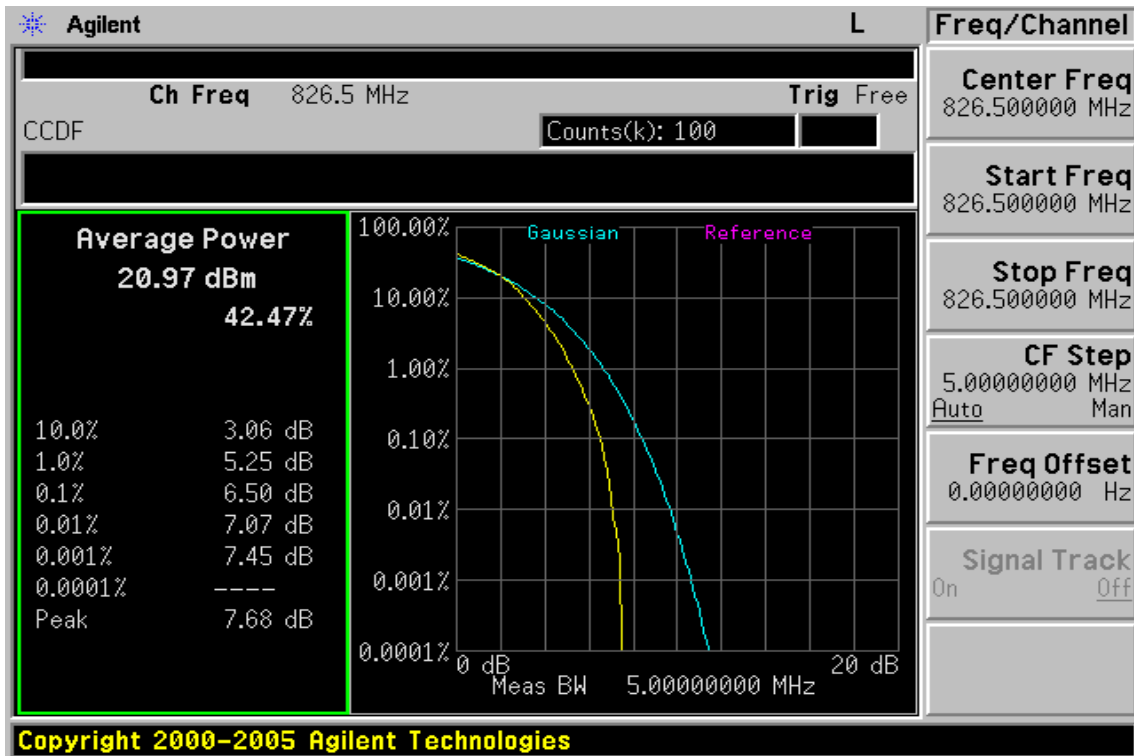 Agilent L Freq/Channel
Ch Freq 826.5 MHz Trig Free
CCDF Counts(k): 100
Average Power
20.97 dBm
42.47%
10.0% 3.06 dB
1.0% 5.25 dB
0.1% 6.50 dB
0.01% 7.07 dB
0.001% 7.45 dB
0.0001% ----
Peak 7.68 dB
Gaussian Reference
100.00%
10.00%
1.00%
0.10%
0.01%
0.001%
0.0001%
0 dB 20 dB
Meas BW 5.00000000 MHz
Center Freq
826.500000 MHz
Start Freq
826.500000 MHz
Stop Freq
826.500000 MHz
CF Step
5.00000000 MHz
Auto Man
Freq Offset
0.00000000 Hz
Signal Track
On Off
Copyright 2000-2005 Agilent Technologies